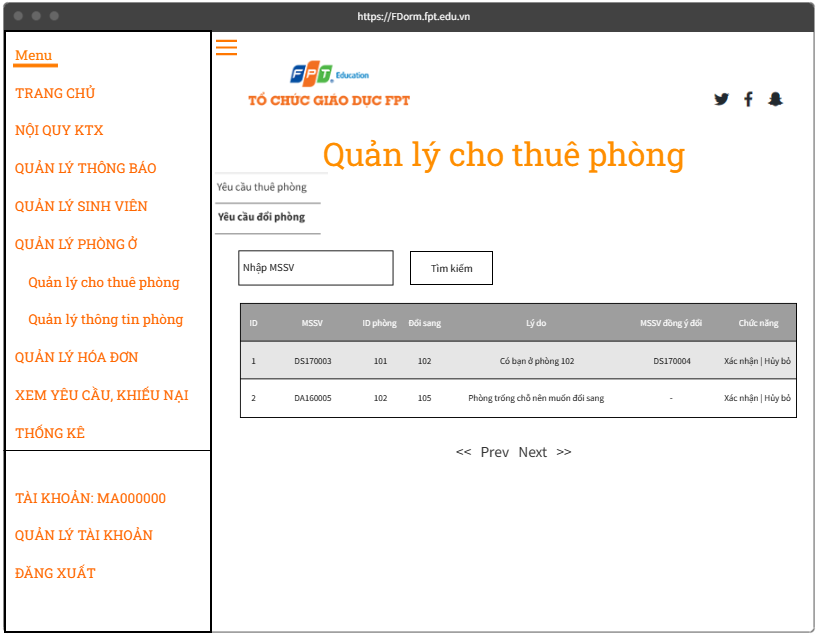 https://FDorm.fpt.edu.vn
Menu
TRANG CHỦ
NỘI QUY KTX
QUẢN LÝ THÔNG BÁO
QUẢN LÝ SINH VIÊN
QUẢN LÝ PHÒNG Ở
Quản lý cho thuê phòng
Quản lý thông tin phòng
QUẢN LÝ HÓA ĐƠN
XEM YÊU CẦU, KHIẾU NẠI
THỐNG KÊ
TÀI KHOẢN: MA000000
QUẢN LÝ TÀI KHOẢN
ĐĂNG XUẤT
FPT. Education
TỔ CHỨC GIÁO DỤC FPT
Quản lý cho thuê phòng
Yêu cầu thuê phòng
Yêu cầu đổi phòng
Nhập MSSV Tìm kiếm
ID MSSV ID phòng Đổi sang Lý do MSSV đồng ý đổi Chức năng
1 DS170003 101 102 Có bạn ở phòng 102 DS170004 Xác nhận | Hủy bỏ
2 DA160005 102 105 Phòng trống chỗ nên muốn đổi sang - Xác nhận | Hủy bỏ
<< Prev Next >>